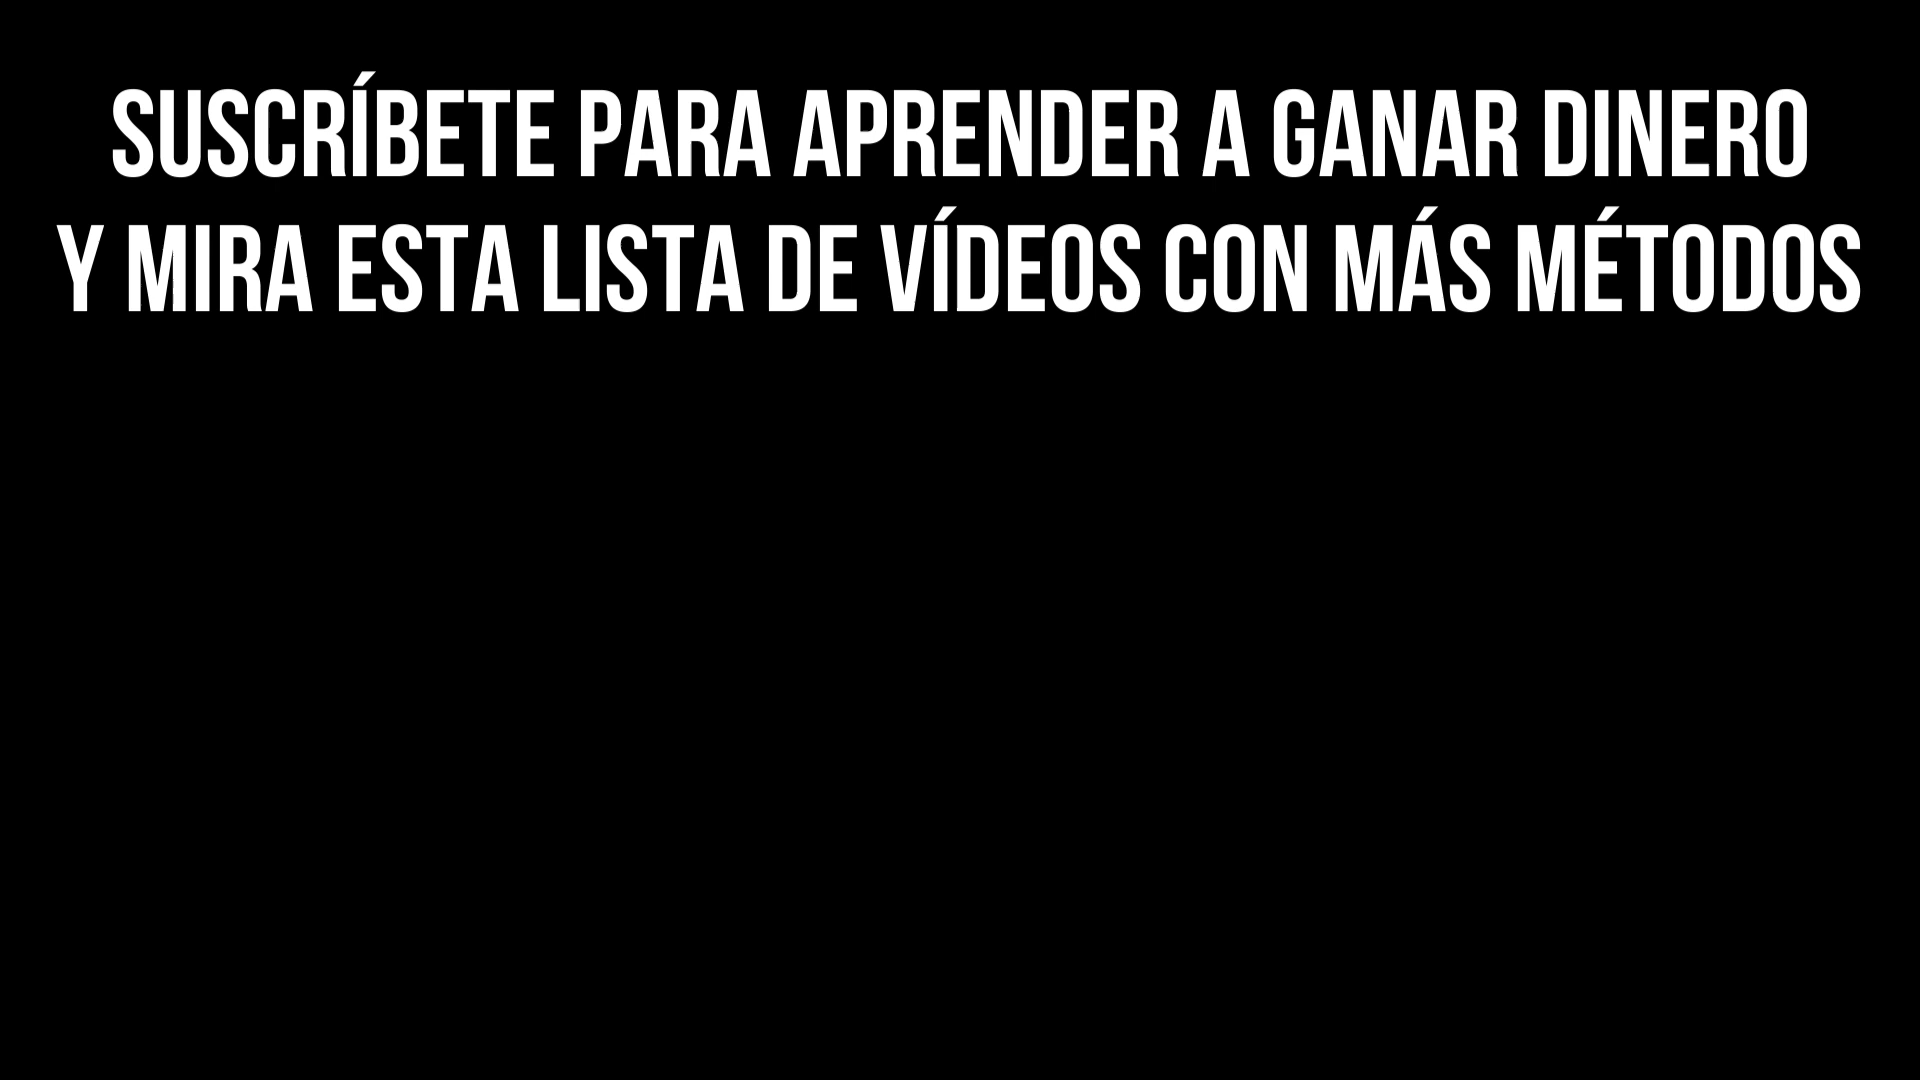 SUSCRÍBETE PARA APRENDER A GANAR DINERO
Y MIRA ESTA LISTA DE VÍDEOS CON MÁS MÉTODOS